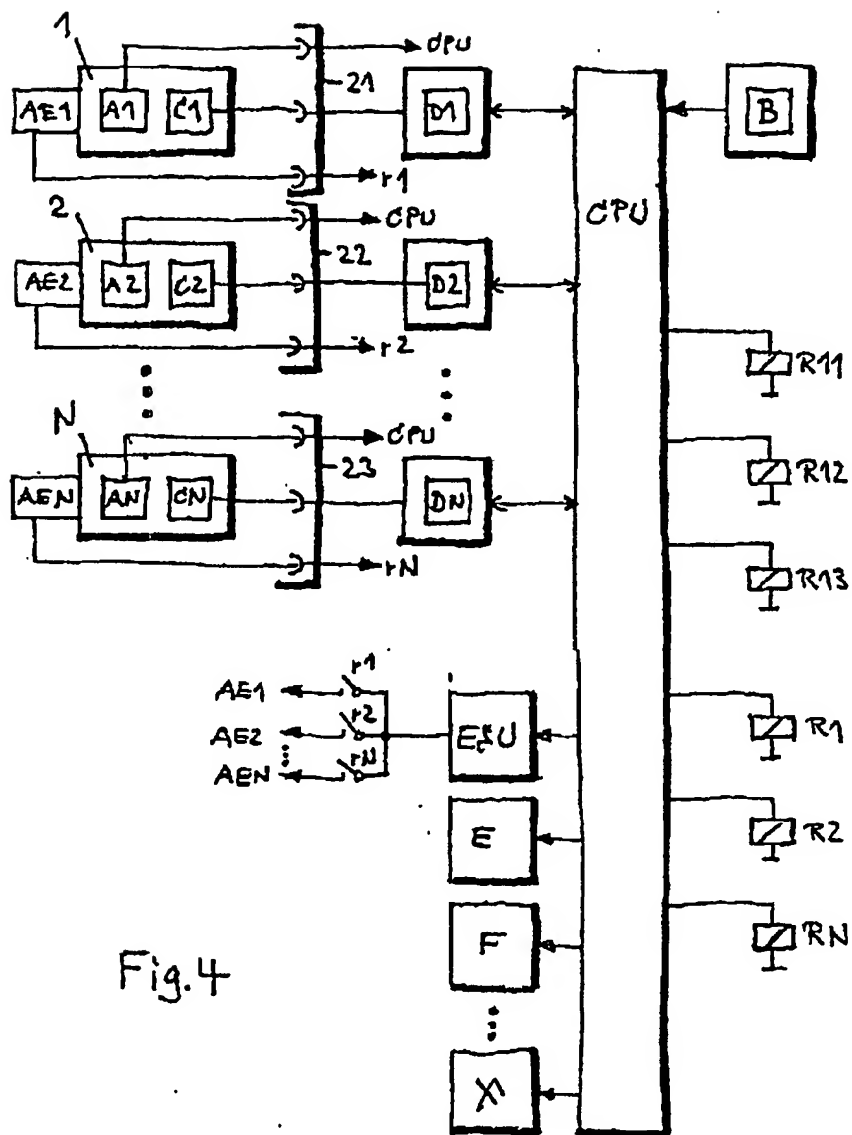 1
CPU
21
AE1 A1 C1 D1 B
r1
CPU
2
CPU
22
AE2 A2 C2 D2
r2
R11
N
CPU
23
R12
AEN AN CN DN
R13
rN
r1
AE1
R1
r2
AE2
rN
AEN
E
R2
F
RN
Fig. 4
X